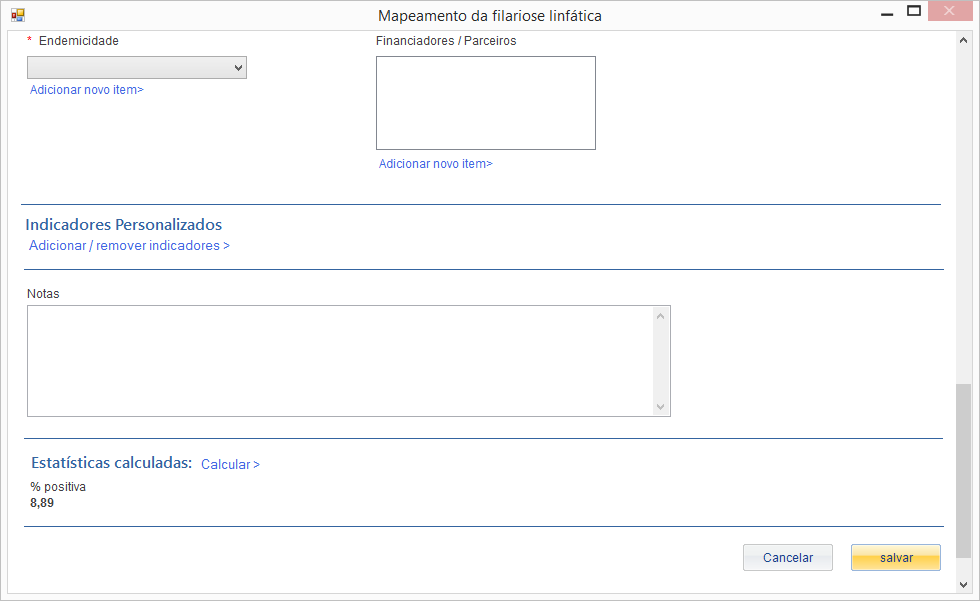 Mapeamento da filariose linfática
* Endemicidade
Financiadores / Parceiros
Adicionar novo item>
Adicionar novo item>
Indicadores Personalizados
Adicionar / remover indicadores >
Notas
Estatísticas calculadas: Calcular >
% positiva
8,89
Cancelar
salvar